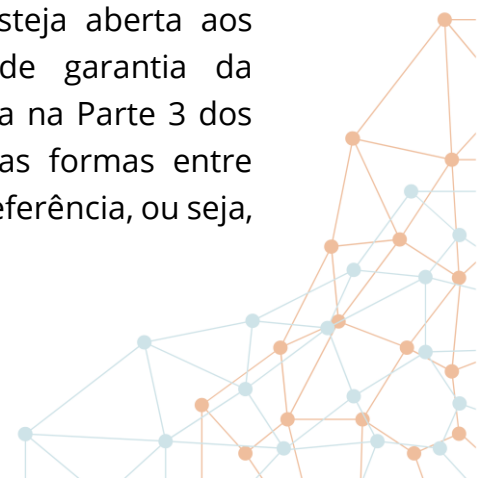 steja aberta aos
de garantia da
a na Parte 3 dos
as formas entre
eferência, ou seja,